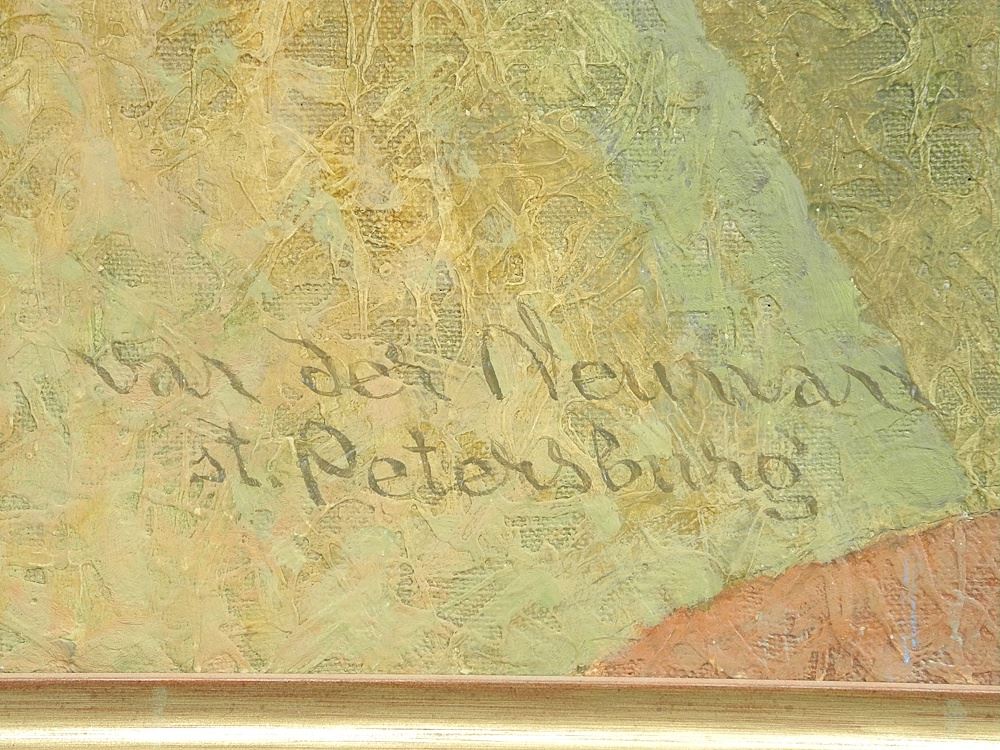 van der Neuman
st. Petersburg